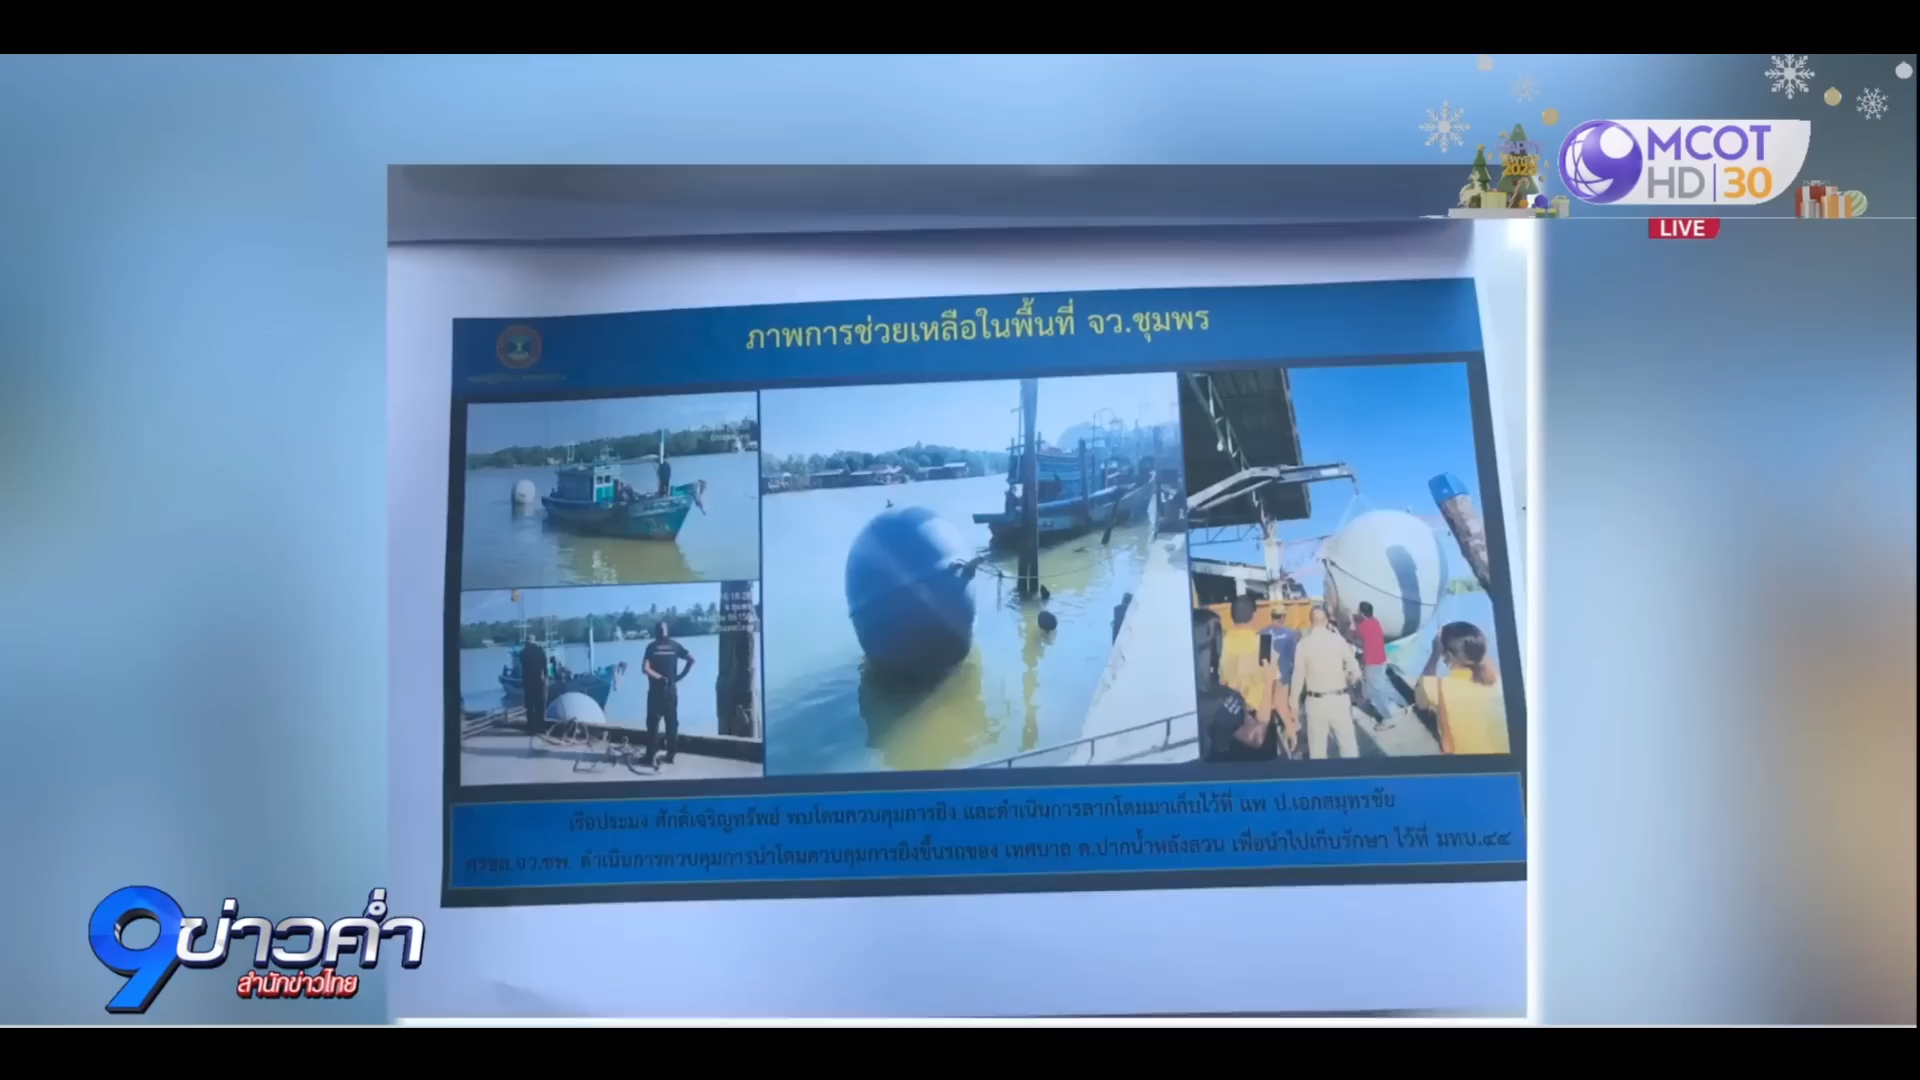 MCOT
HD 30
LIVE
ภาพการช่วยเหลือในพื้นที่ จว.ชุมพร
เรือประมง ศักดิ์เจริญทรัพย์ พบโดมควบคุมการยิง และดำเนินการลากโดมมาเก็บไว้ที่ แพ ป.เอกสมุทรชัย
ศรชล.จว.ชพ. ดำเนินการควบคุมการนำโดมควบคุมการยิงขึ้นรถของ เทศบาล ต.ปากน้ำหลังสวน เพื่อนำไปเก็บรักษา ไว้ที่ มทบ.๔๔
9ข่าวค่ำ
สำนักข่าวไทย